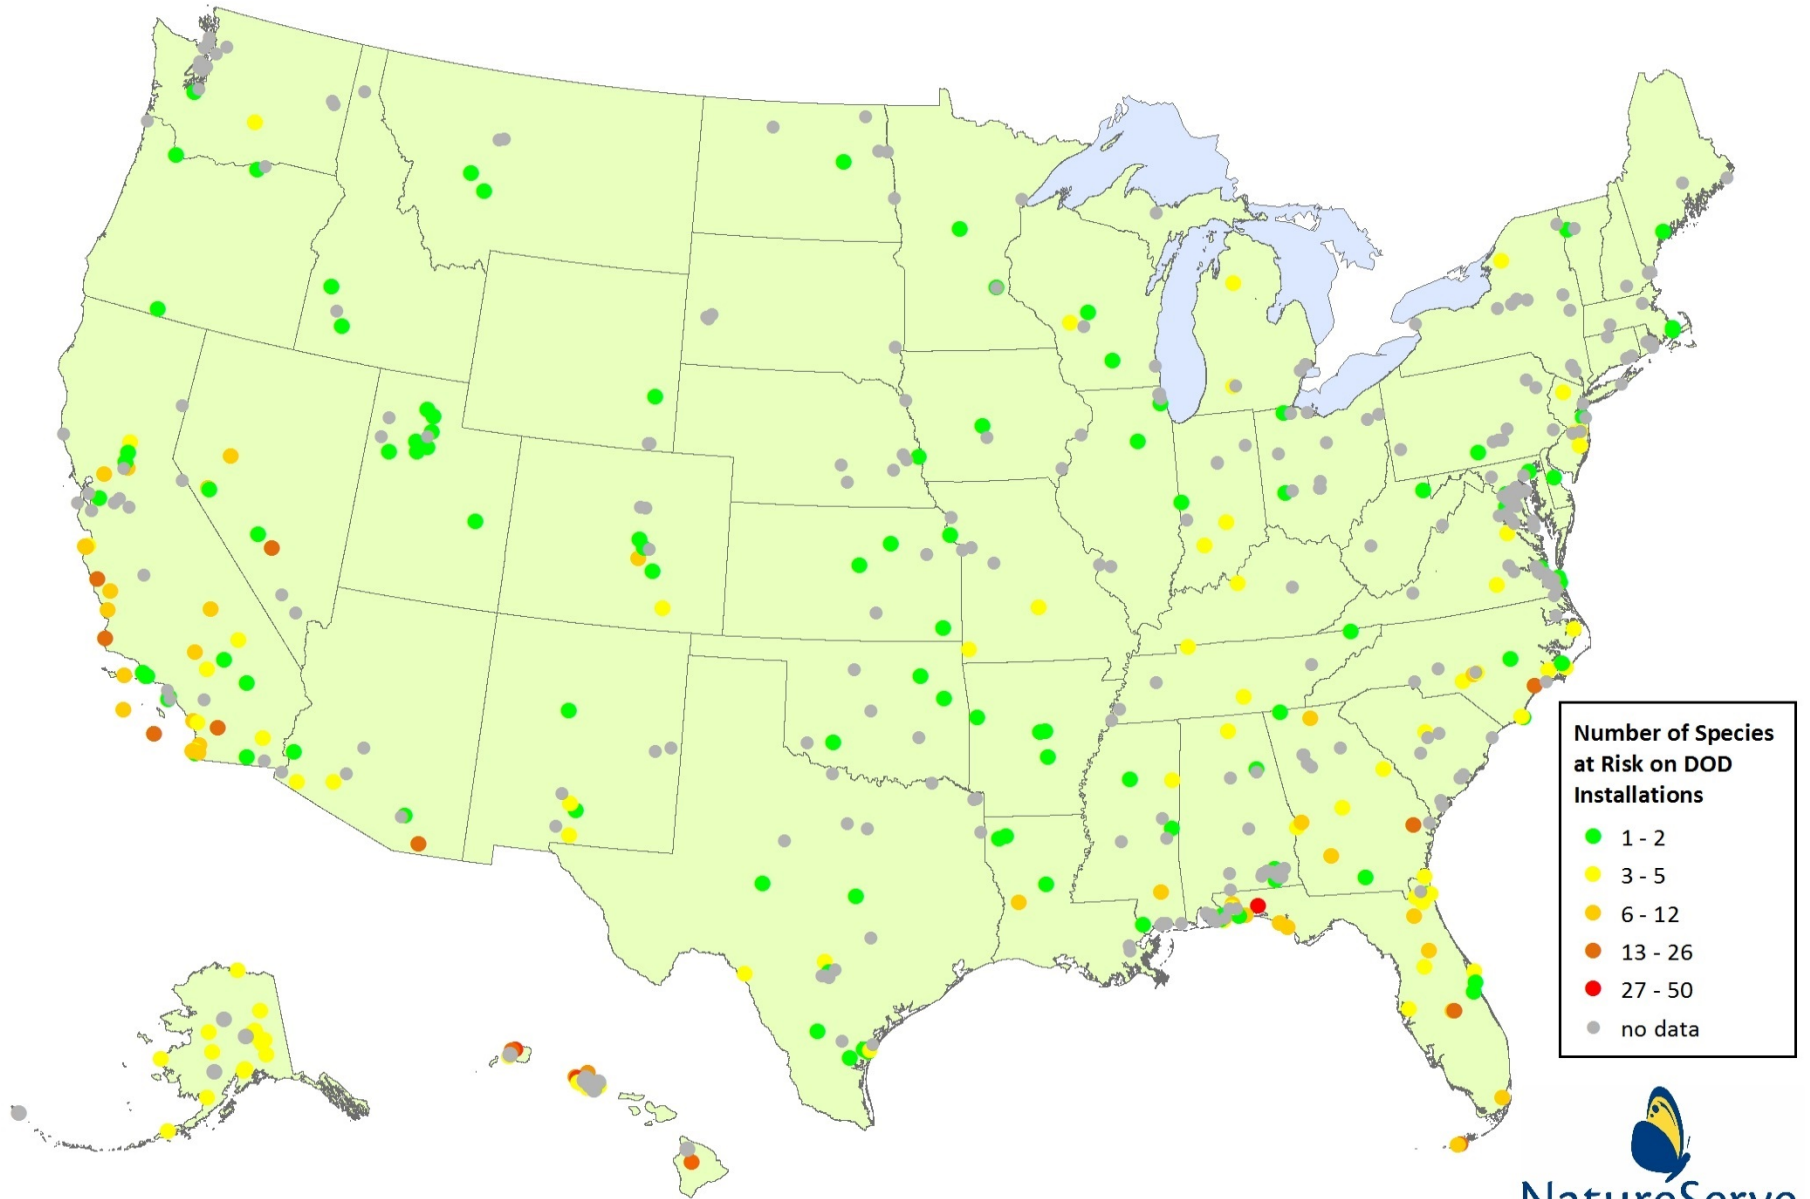 Number of Species
at Risk on DOD
Installations
1 - 2
3 - 5
6 - 12
13 - 26
27 - 50
no data
NatureServe